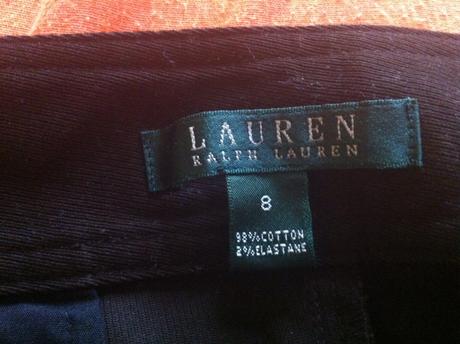 LAUREN
RALPH LAUREN
8
98%COTTON
2%ELASTANE